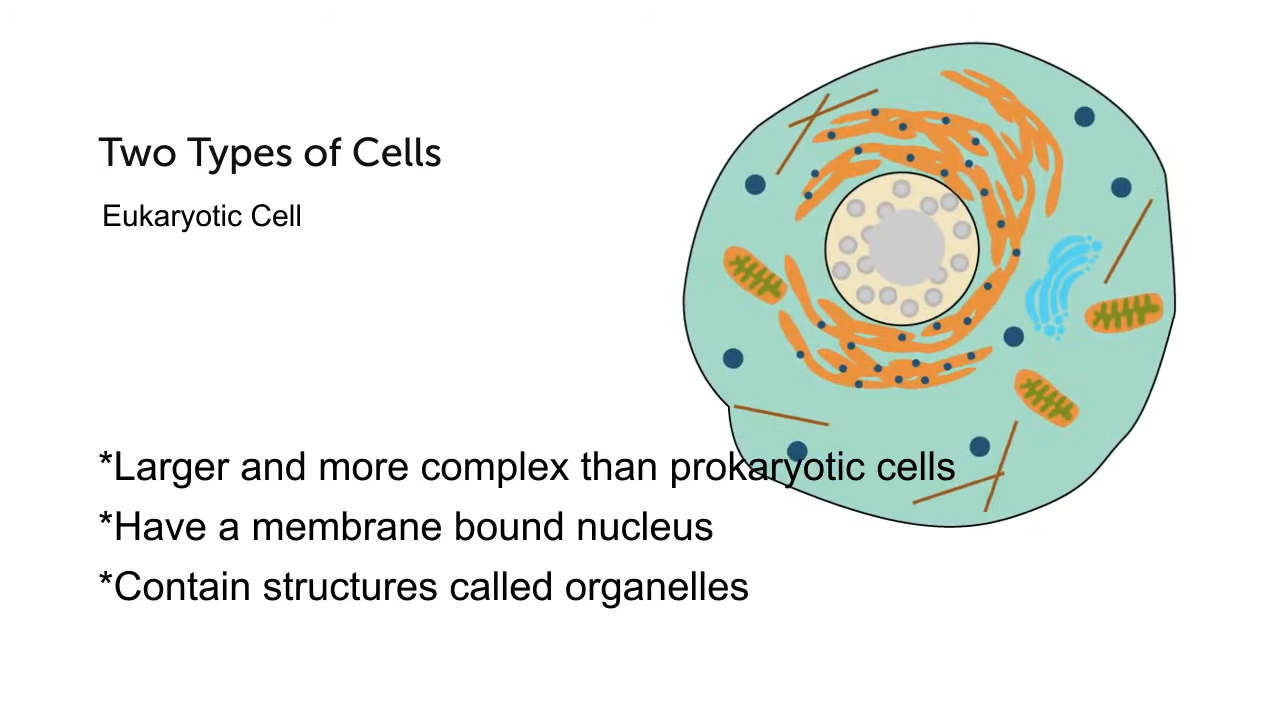 Two Types of Cells
Eukaryotic Cell
*Larger and more complex than prokaryotic cells
*Have a membrane bound nucleus
*Contain structures called organelles